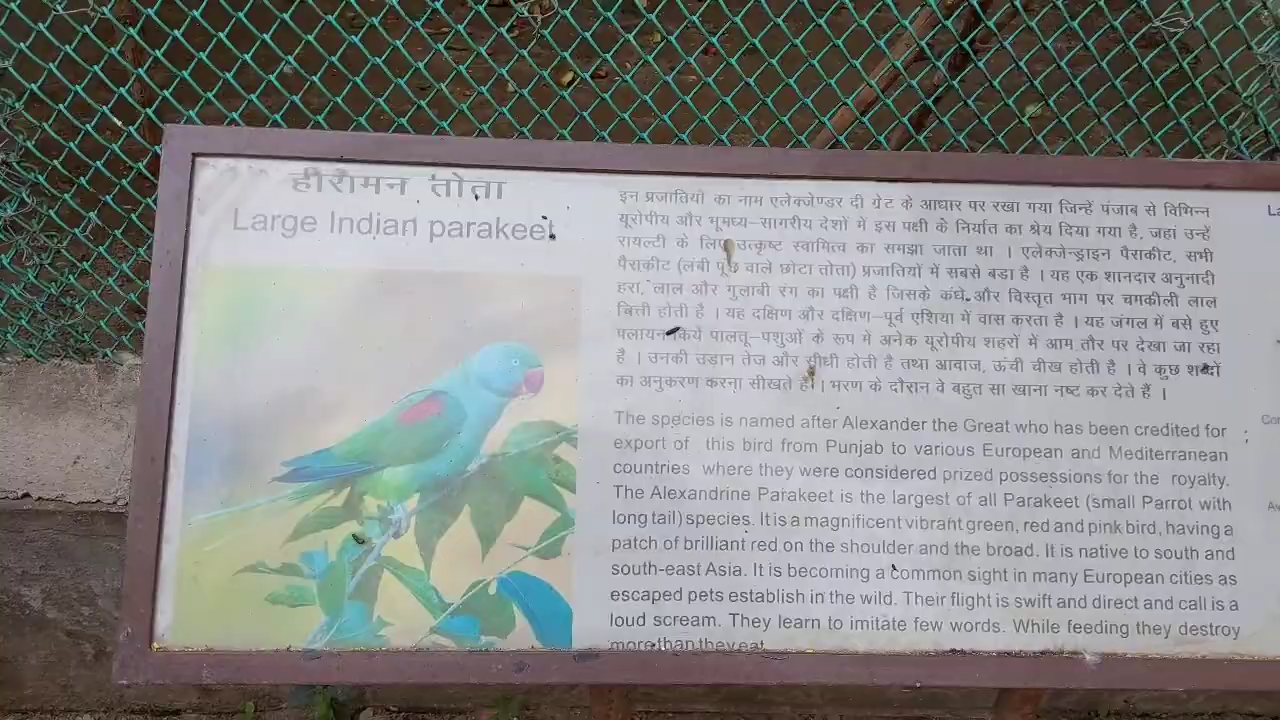 हीरामन तोता
Large Indian parakeet
इन प्रजातियों का नाम एलेक्जेण्डर दी ग्रेट के आधार पर रखा गया जिन्हें पंजाब से विभिन्न
यूरोपीय और भूमध्य–सागरीय देशों में इस पक्षी के निर्यात का श्रेय दिया गया है, जहां उन्हें
रायल्टी के लिए उत्कृष्ट स्वामित्व का समझा जाता था । एलेक्जेन्ड्राइन पैराकीट, सभी
पैराकीट (लंबी पूंछ वाले छोटा तोता) प्रजातियों में सबसे बडा है । यह एक शानदार अनुनादी
हरा, लाल और गुलाबी रंग का पक्षी है जिसके कंधे और विस्तृत भाग पर चमकीली लाल
चित्ती होती है । यह दक्षिण और दक्षिण–पूर्व एशिया में वास करता है । यह जंगल में बसे हुए
पलायन किये पालतू–पशुओं के रूप में अनेक यूरोपीय शहरों में आम तौर पर देखा जा रहा
है । उनकी उड़ान तेज और सीधी होती है तथा आवाज, ऊंची चीख होती है । वे कुछ शब्दों
का अनुकरण करना सीखते हैं । भरण के दौरान वे बहुत सा खाना नष्ट कर देते हैं ।
The species is named after Alexander the Great who has been credited for
export of this bird from Punjab to various European and Mediterranean
countries where they were considered prized possessions for the royalty.
The Alexandrine Parakeet is the largest of all Parakeet (small Parrot with
long tail) species. It is a magnificent vibrant green, red and pink bird, having a
patch of brilliant red on the shoulder and the broad. It is native to south and
south-east Asia. It is becoming a common sight in many European cities as
escaped pets establish in the wild. Their flight is swift and direct and call is a
loud scream. They learn to imitate few words. While feeding they destroy
more than they eat